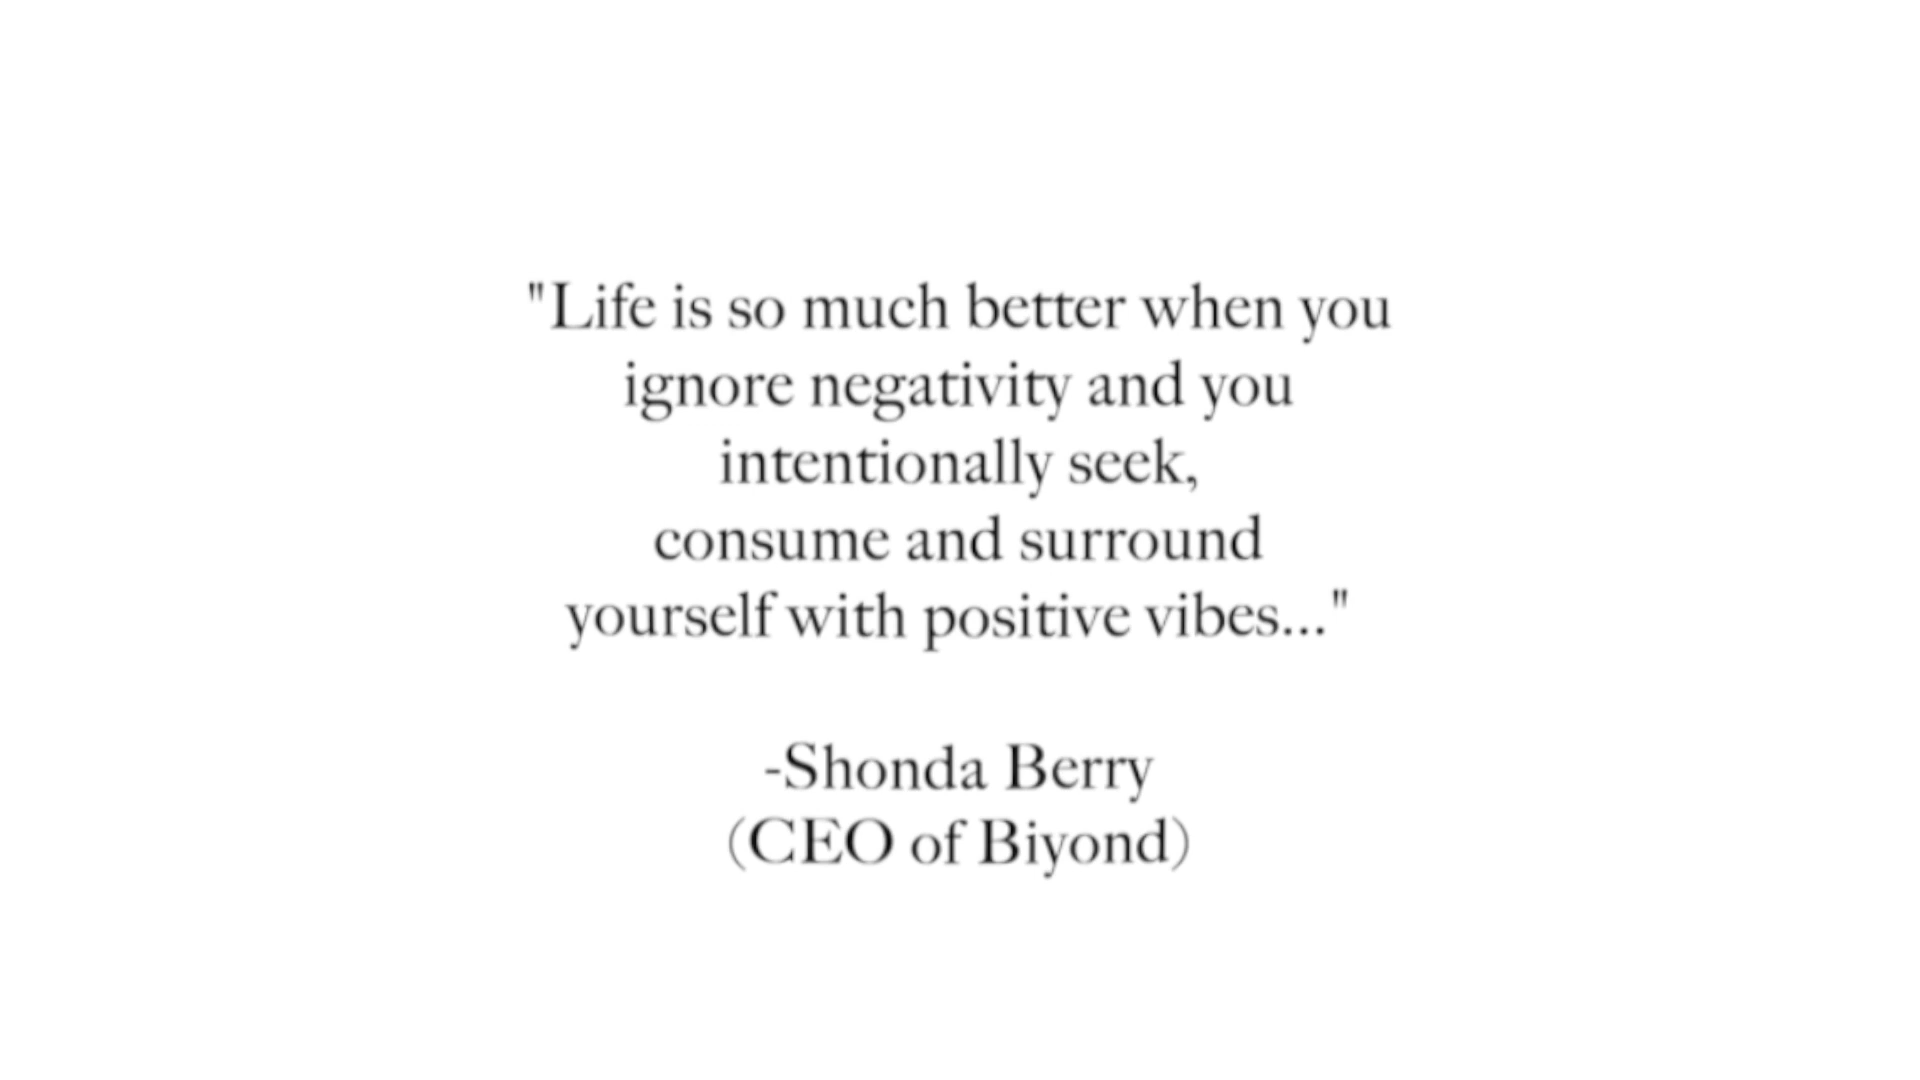 "Life is so much better when you
ignore negativity and you
intentionally seek,
consume and surround
yourself with positive vibes..."
-Shonda Berry
(CEO of Biyond)